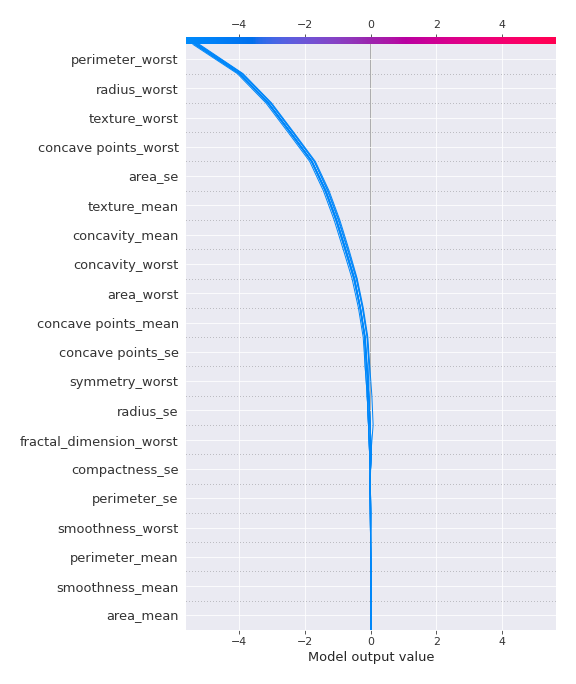 −4 −2 0 2 4
perimeter_worst
radius_worst
texture_worst
concave points_worst
area_se
texture_mean
concavity_mean
concavity_worst
area_worst
concave points_mean
concave points_se
symmetry_worst
radius_se
fractal_dimension_worst
compactness_se
perimeter_se
smoothness_worst
perimeter_mean
smoothness_mean
area_mean
−4 −2 0 2 4
Model output value